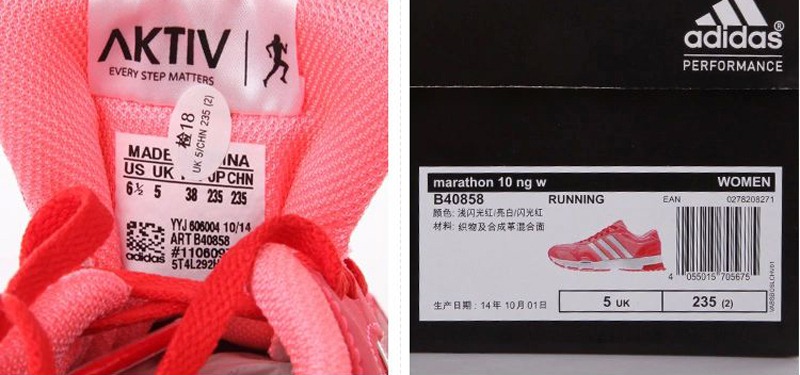 AKTIV
EVERY STEP MATTERS
检18
UK 5/CHN 235 (2)
MADE
US UK CHN
6½ 5 38 235 235
YYJ 606004 10/14
ART B40858
adidas
adidas®
PERFORMANCE
marathon 10 ng w WOMEN
B40858 RUNNING EAN 0278208271
颜色: 浅闪光红/亮白/闪光红
材料: 织物及合成革混合面
4 055015 705675
生产日期: 14年 10月 01日
5 UK 235 (2)